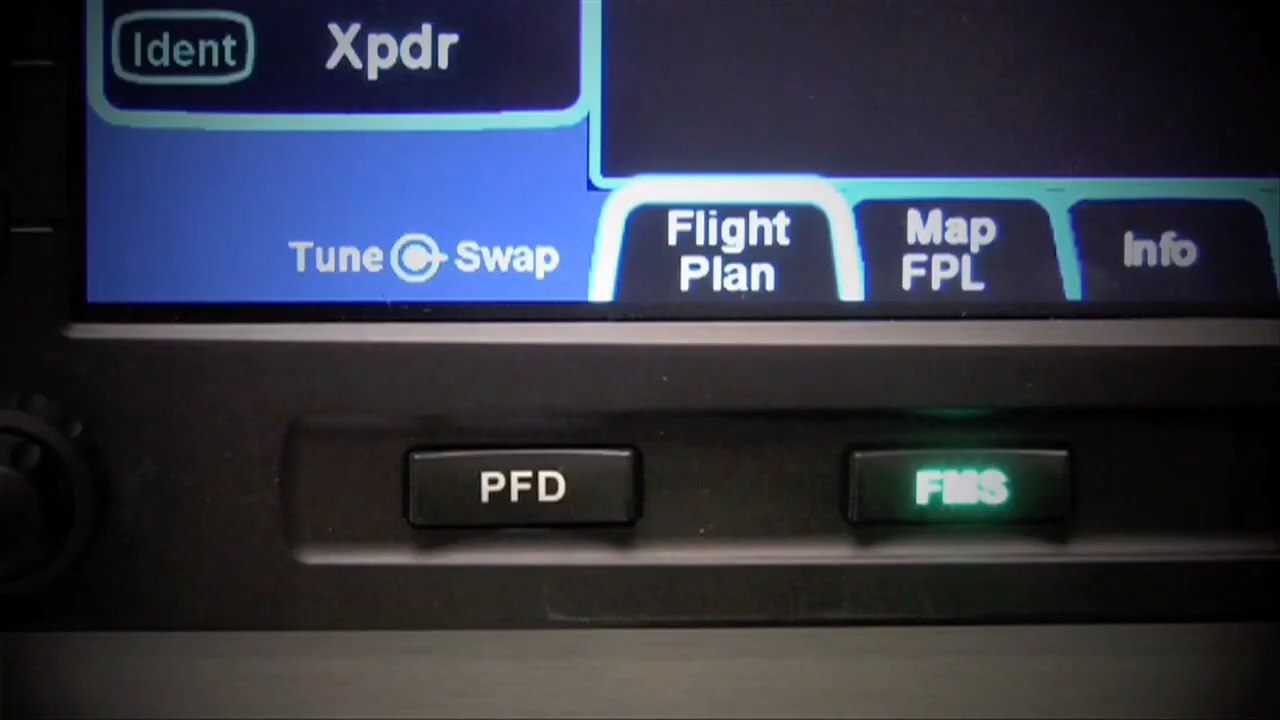 Ident
Xpdr
Tune Swap
Flight
Plan
Map
FPL
Info
PFD
FMS